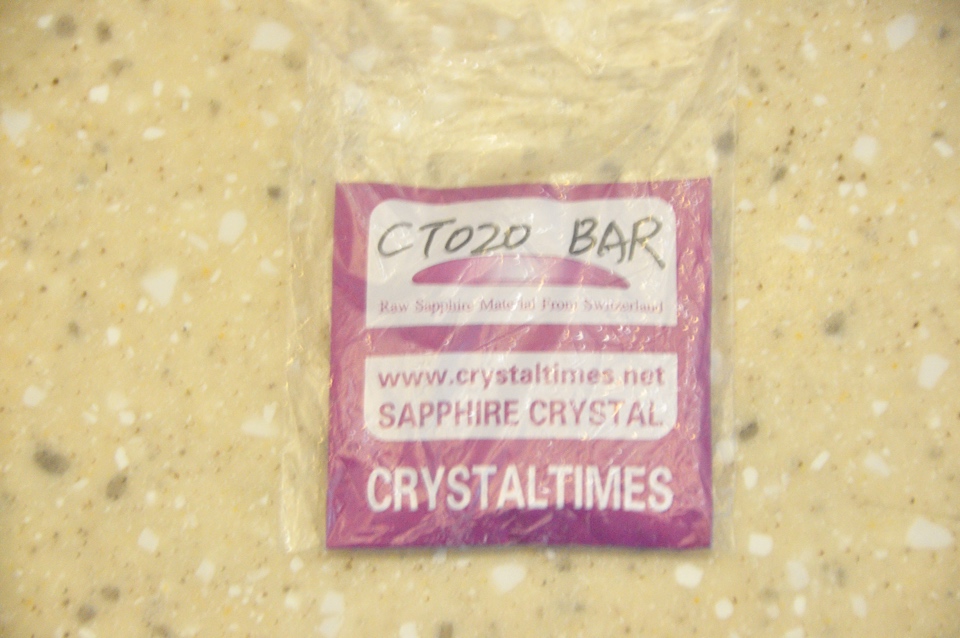 CT020 BAR
Raw Sapphire Material From Switzerland
www.crystaltimes.net
SAPPHIRE CRYSTAL
CRYSTALTIMES